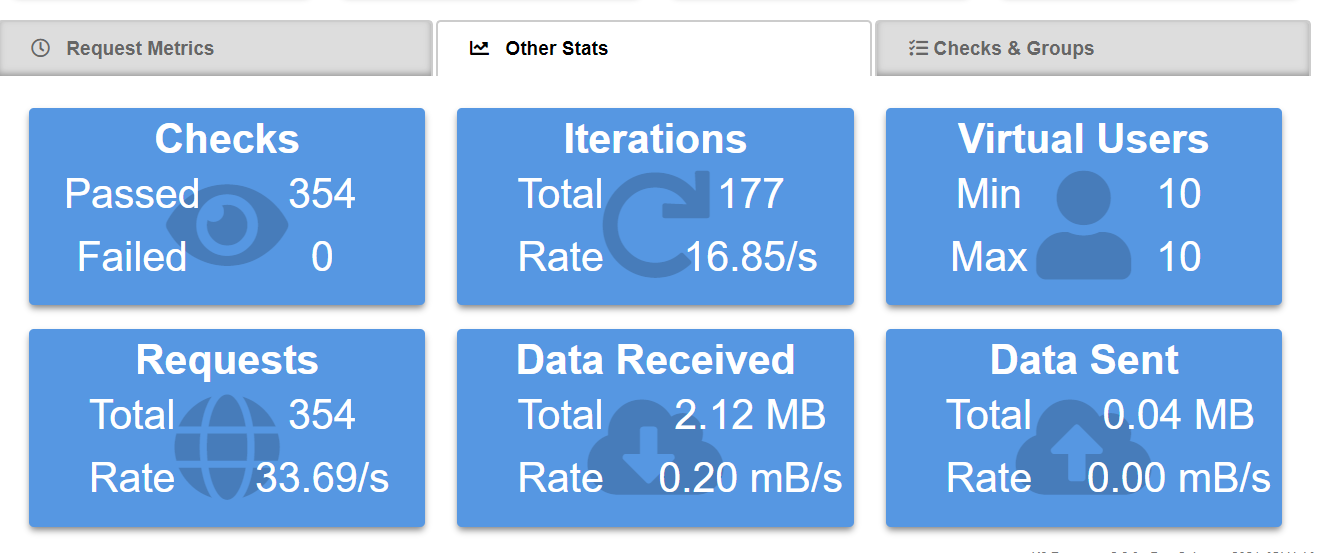 Request Metrics
Other Stats
Checks & Groups
Checks
Passed 354
Failed 0
Iterations
Total 177
Rate 16.85/s
Virtual Users
Min 10
Max 10
Requests
Total 354
Rate 33.69/s
Data Received
Total 2.12 MB
Rate 0.20 mB/s
Data Sent
Total 0.04 MB
Rate 0.00 mB/s